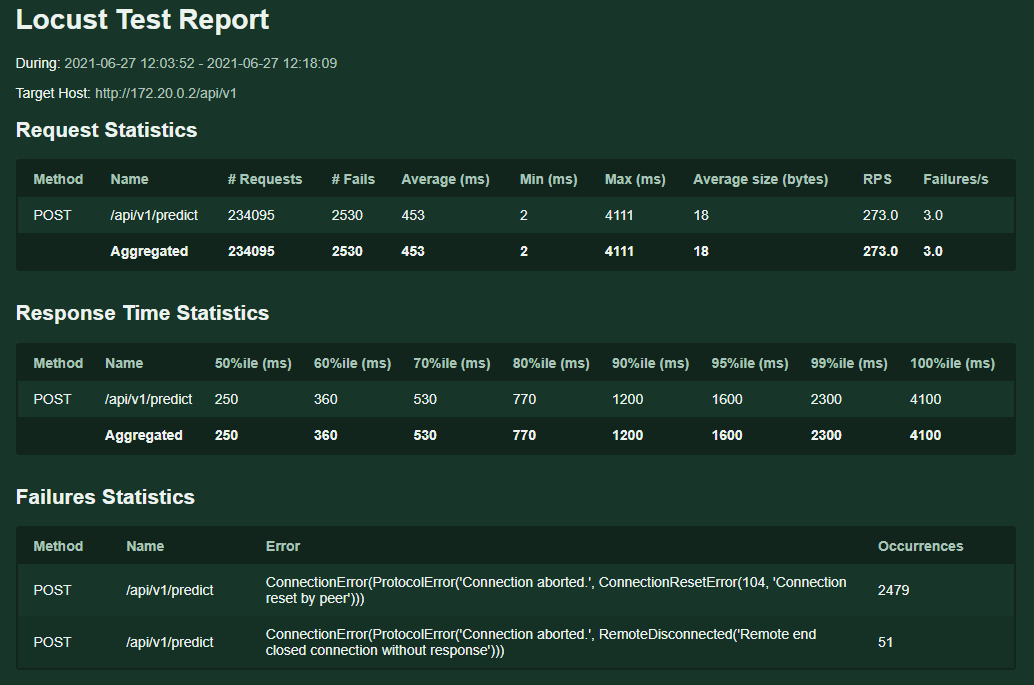 Locust Test Report
During: 2021-06-27 12:03:52 - 2021-06-27 12:18:09
Target Host: http://172.20.0.2/api/v1
Request Statistics
Method Name # Requests # Fails Average (ms) Min (ms) Max (ms) Average size (bytes) RPS Failures/s
POST /api/v1/predict 234095 2530 453 2 4111 18 273.0 3.0
Aggregated 234095 2530 453 2 4111 18 273.0 3.0
Response Time Statistics
Method Name 50%ile (ms) 60%ile (ms) 70%ile (ms) 80%ile (ms) 90%ile (ms) 95%ile (ms) 99%ile (ms) 100%ile (ms)
POST /api/v1/predict 250 360 530 770 1200 1600 2300 4100
Aggregated 250 360 530 770 1200 1600 2300 4100
Failures Statistics
Method Name Error Occurrences
POST /api/v1/predict ConnectionError(ProtocolError('Connection aborted.', ConnectionResetError(104, 'Connection
reset by peer'))) 2479
POST /api/v1/predict ConnectionError(ProtocolError('Connection aborted.', RemoteDisconnected('Remote end
closed connection without response'))) 51